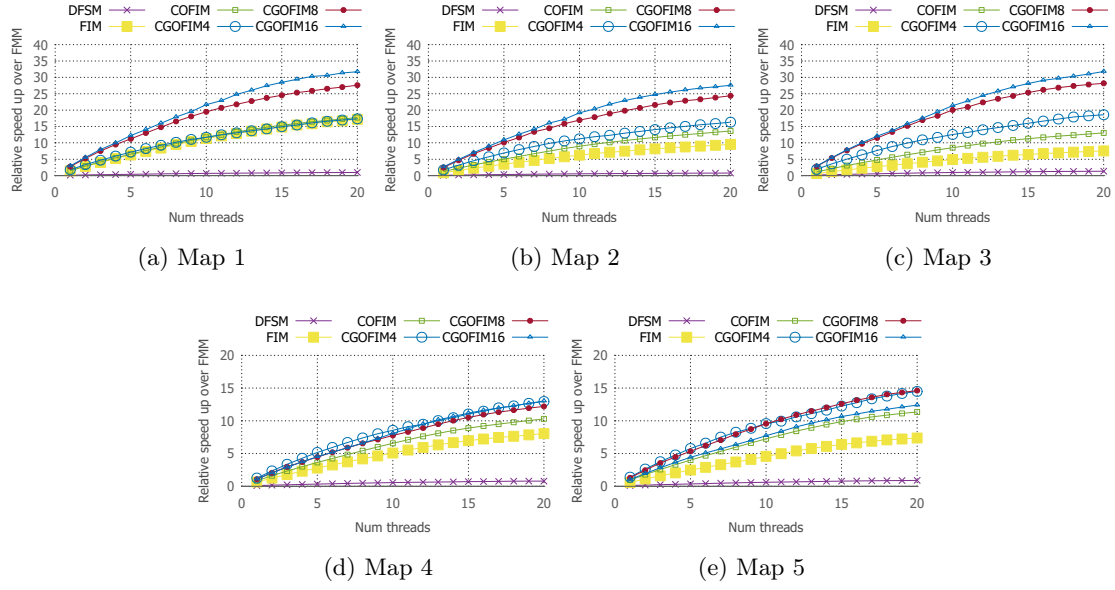 DFSM COFIM CGOFIM8
FIM CGOFIM4 CGOFIM16
Relative speed up over FMM
40
35
30
25
20
15
10
5
0
0 5 10 15 20
Num threads
(a) Map 1
DFSM COFIM CGOFIM8
FIM CGOFIM4 CGOFIM16
Relative speed up over FMM
40
35
30
25
20
15
10
5
0
0 5 10 15 20
Num threads
(b) Map 2
DFSM COFIM CGOFIM8
FIM CGOFIM4 CGOFIM16
Relative speed up over FMM
40
35
30
25
20
15
10
5
0
0 5 10 15 20
Num threads
(c) Map 3
DFSM COFIM CGOFIM8
FIM CGOFIM4 CGOFIM16
Relative speed up over FMM
20
15
10
5
0
0 5 10 15 20
Num threads
(d) Map 4
DFSM COFIM CGOFIM8
FIM CGOFIM4 CGOFIM16
Relative speed up over FMM
20
15
10
5
0
0 5 10 15 20
Num threads
(e) Map 5